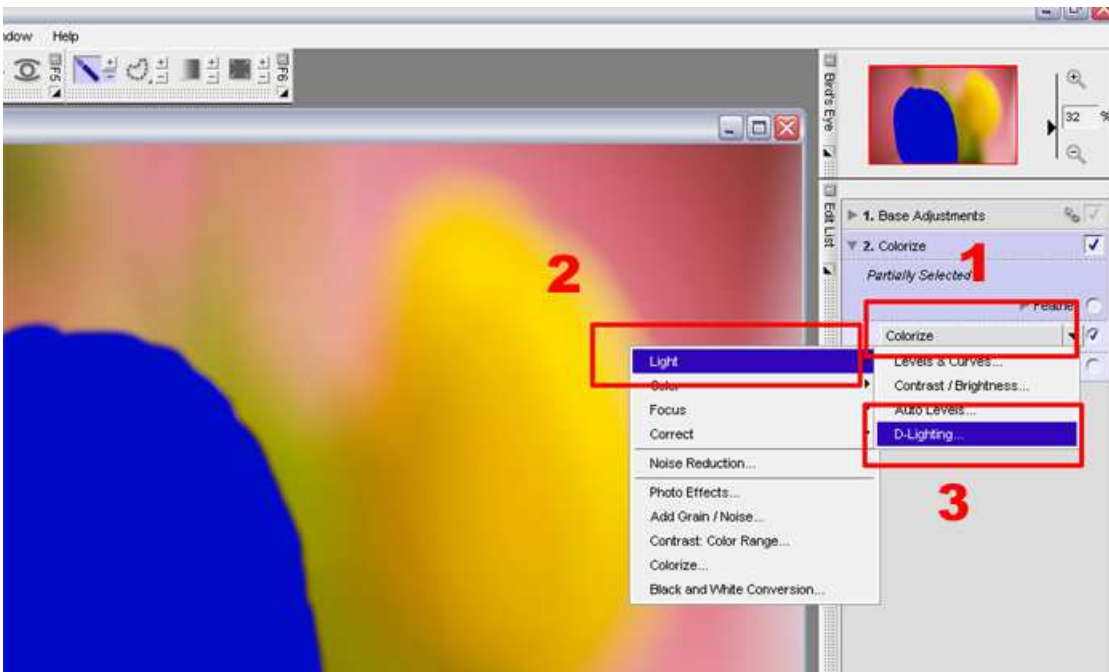 Help
F5
F6
Bird's Eye
32 %
Edit List
1. Base Adjustments
2. Colorize
1
Partially Selected
2
Colorize
Light
Levels & Curves...
Color
Contrast / Brightness...
Focus
Auto Levels...
Correct
D-Lighting...
Noise Reduction...
Photo Effects...
3
Add Grain / Noise...
Contrast: Color Range...
Colorize...
Black and White Conversion...